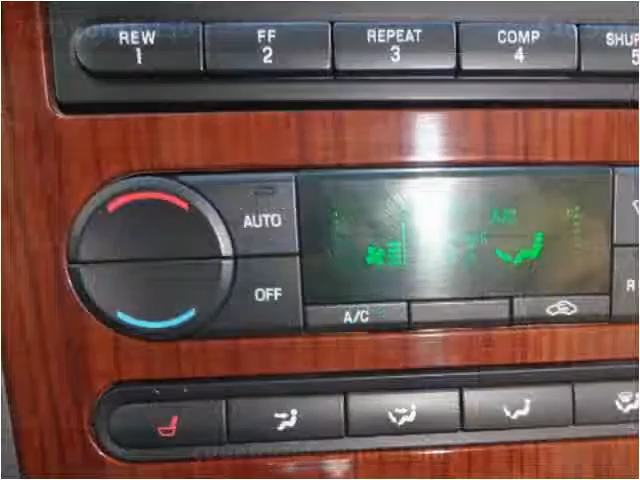 REW FF REPEAT COMP SHUF
1 2 3 4 5
AUTO
A/C
OFF
R
A/C